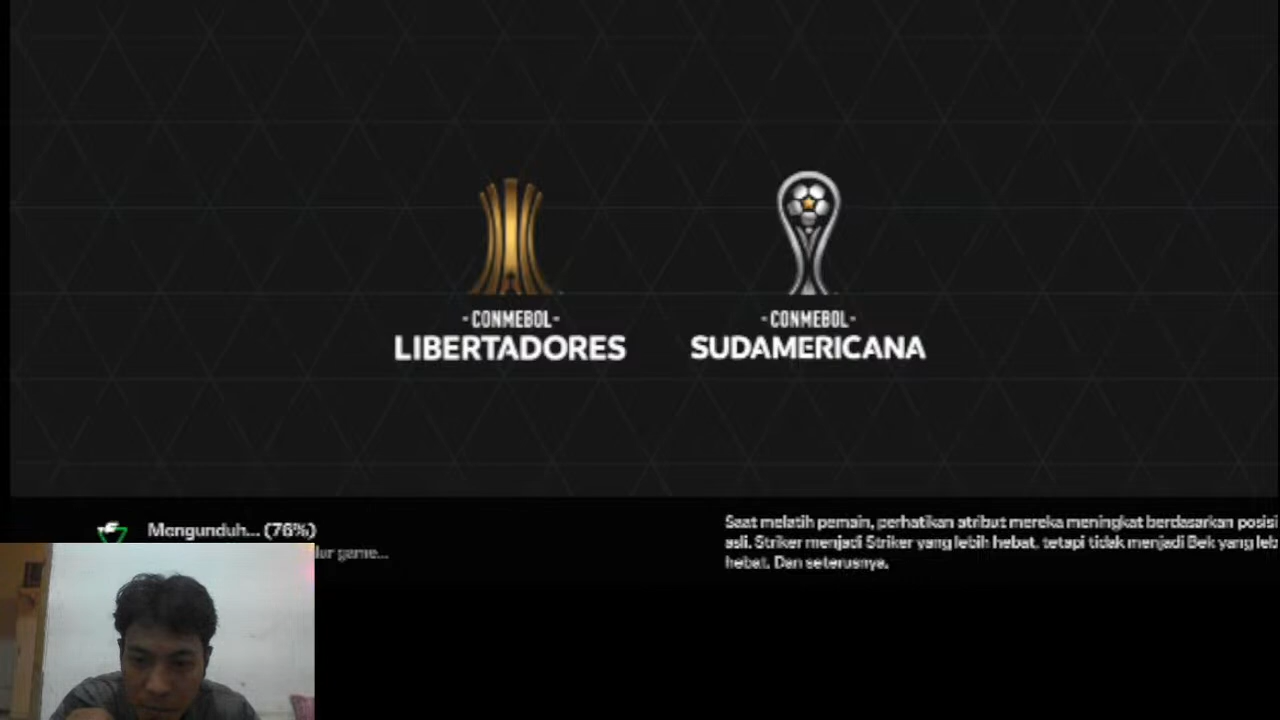 -CONMEBOL-
LIBERTADORES
-CONMEBOL-
SUDAMERICANA
Mengunduh... (76%)
game...
Saat melatih pemain, perhatikan atribut mereka meningkat berdasarkan posisi
asli. Striker menjadi Striker yang lebih hebat, tetapi tidak menjadi Bek yang leb
hebat. Dan seterusnya.